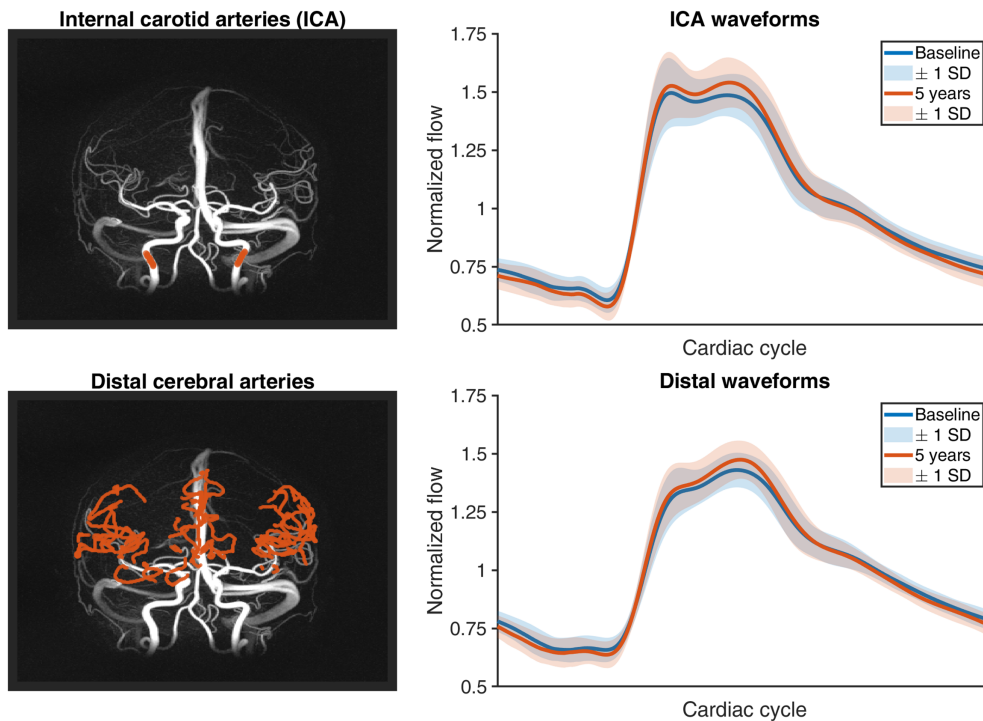 Internal carotid arteries (ICA)
ICA waveforms
Normalized flow
1.75
1.5
1.25
1
0.75
0.5
Baseline
± 1 SD
5 years
± 1 SD
Cardiac cycle
Distal cerebral arteries
Distal waveforms
Normalized flow
1.75
1.5
1.25
1
0.75
0.5
Baseline
± 1 SD
5 years
± 1 SD
Cardiac cycle